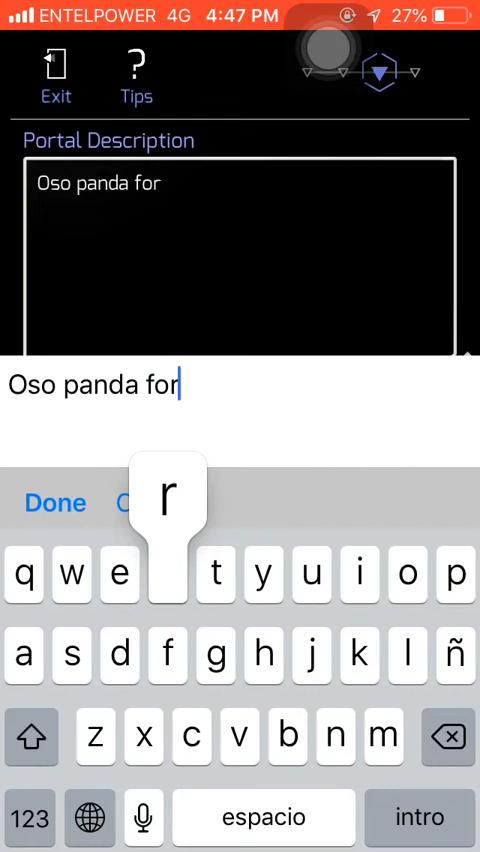 ENTELPOWER 4G 4:47 PM 27%
Exit Tips
Portal Description
Oso panda for
Oso panda for
Done
r
q w e t y u i o p
a s d f g h j k l ñ
z x c v b n m
123 espacio intro